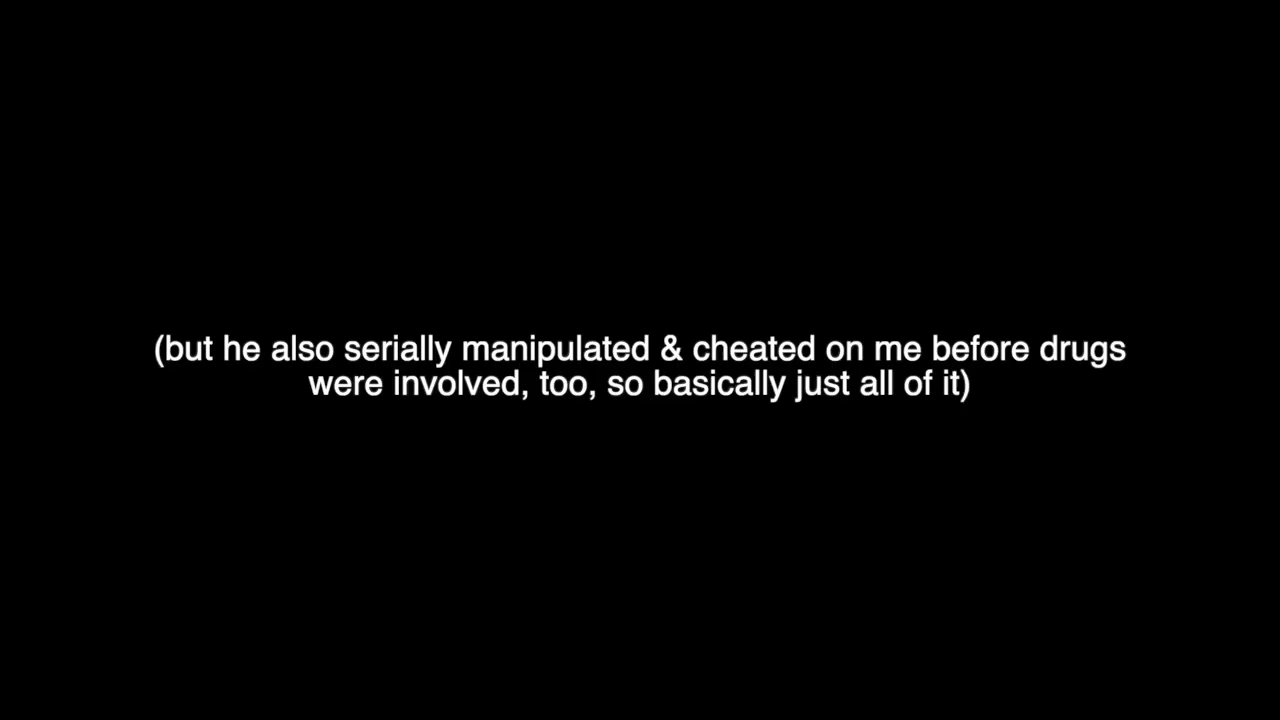 (but he also serially manipulated & cheated on me before drugs
were involved, too, so basically just all of it)